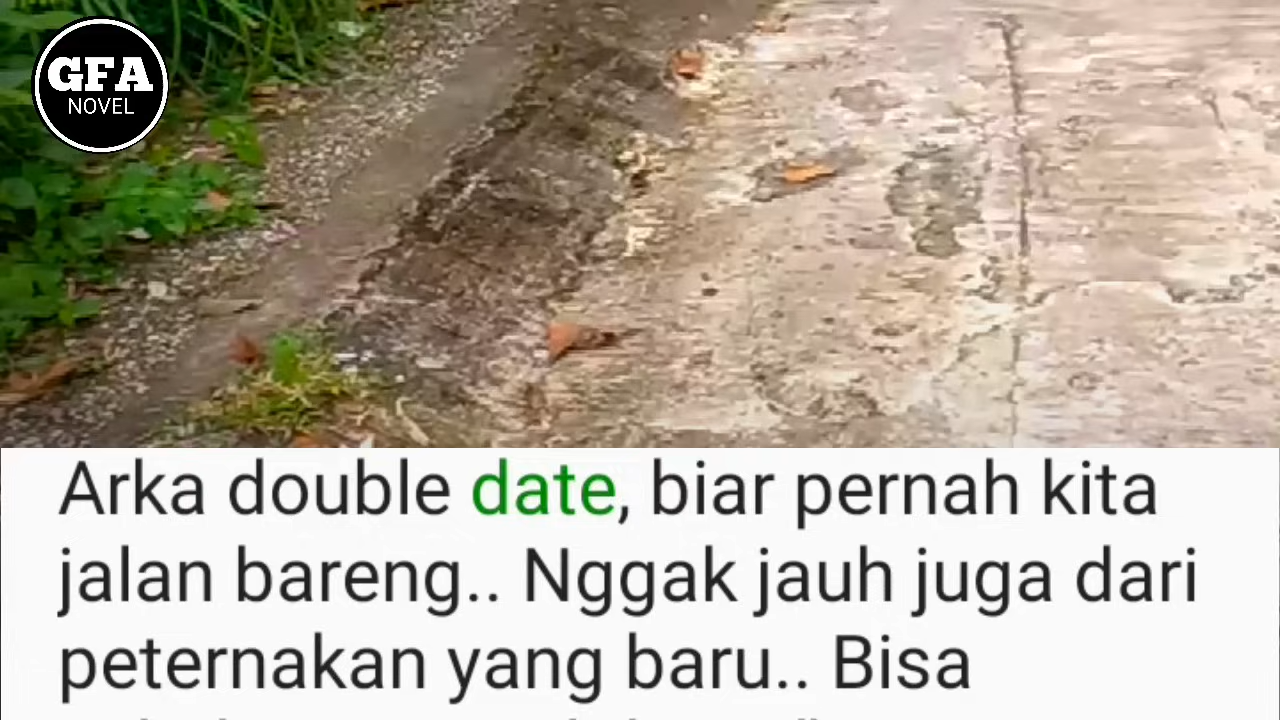 GFA
NOVEL
Arka double date, biar pernah kita
jalan bareng.. Nggak jauh juga dari
peternakan yang baru.. Bisa